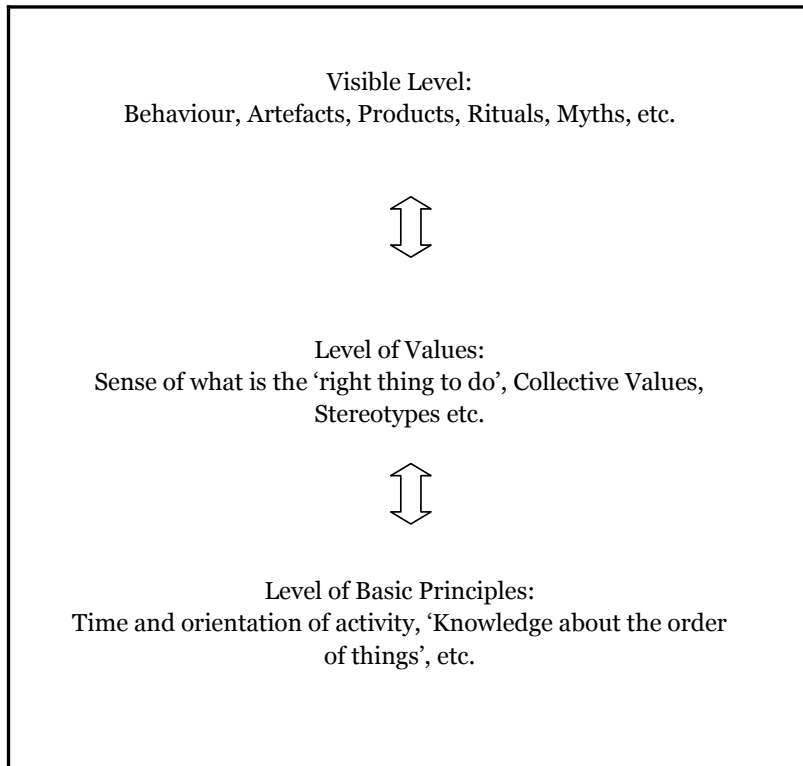 Visible Level:
Behaviour, Artefacts, Products, Rituals, Myths, etc.
Level of Values:
Sense of what is the ‘right thing to do’, Collective Values,
Stereotypes etc.
Level of Basic Principles:
Time and orientation of activity, ‘Knowledge about the order
of things’, etc.